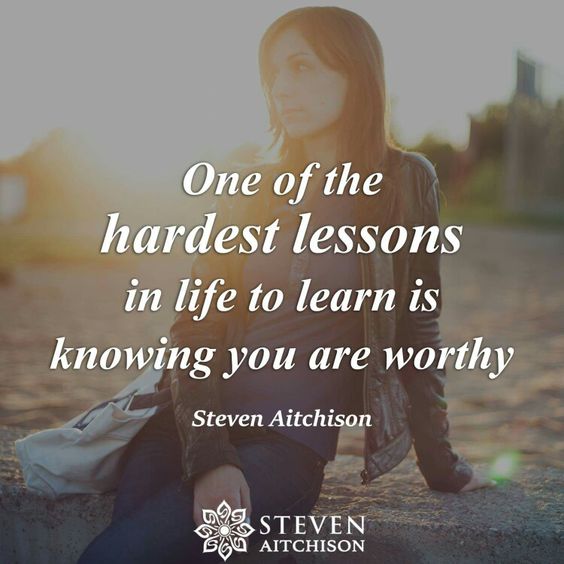 One of the
hardest lessons
in life to learn is
knowing you are worthy
Steven Aitchison
STEVEN
AITCHISON